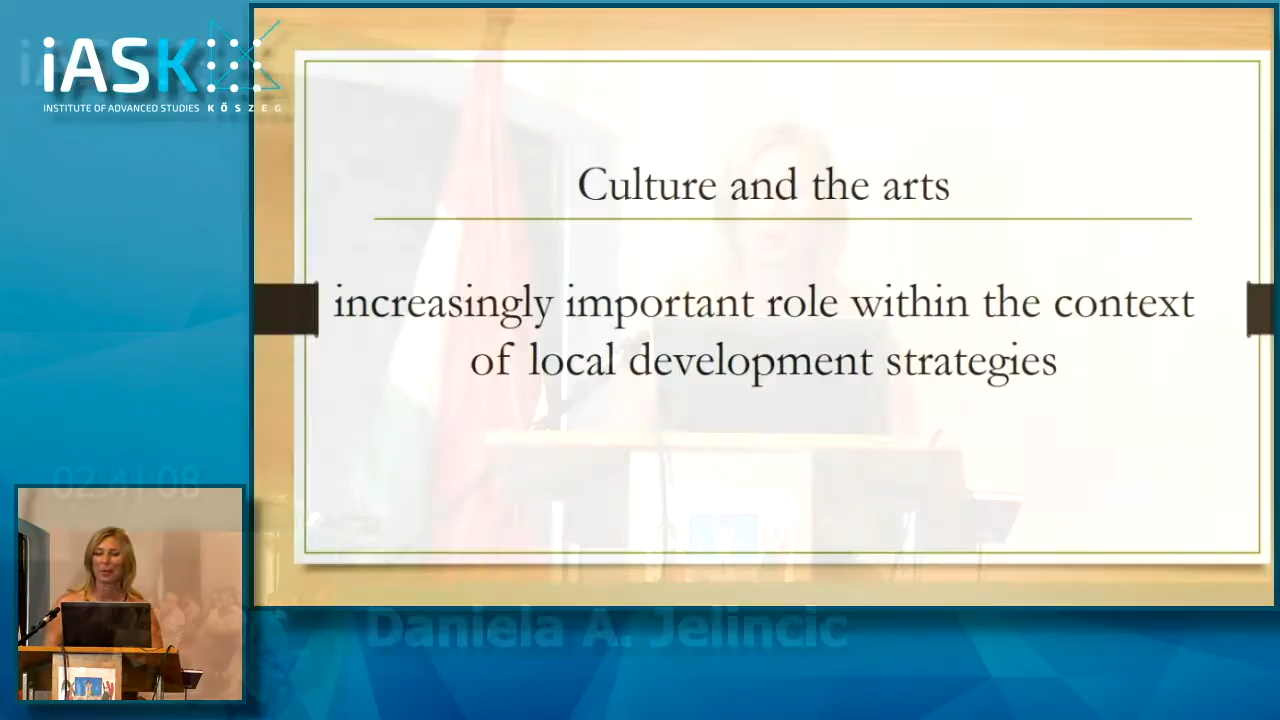 iASK
INSTITUTE OF ADVANCED STUDIES KŐSZEG
Culture and the arts
increasingly important role within the context
of local development strategies
02:41:08
Daniela A. Jelincic